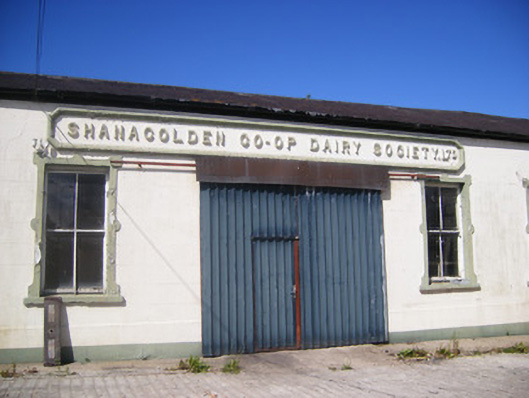 SHANAGOLDEN CO-OP DAIRY SOCIETY. LTD